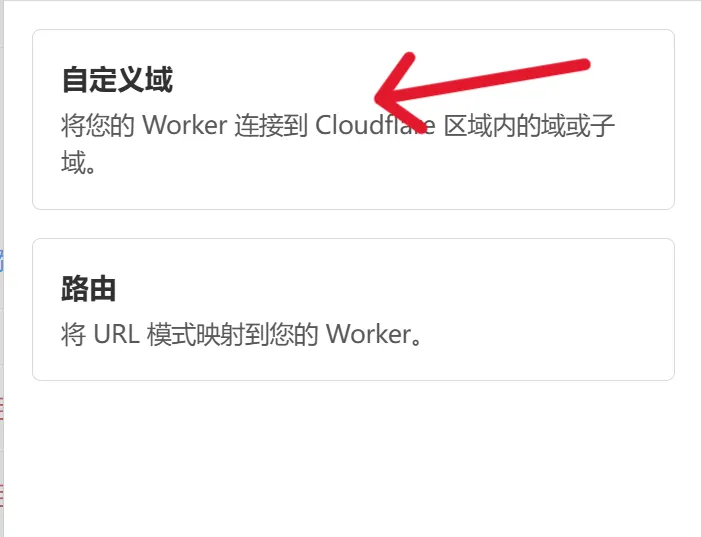 自定义域
将您的 Worker 连接到 Cloudflare 区域内的域或子
域。
路由
将 URL 模式映射到您的 Worker。